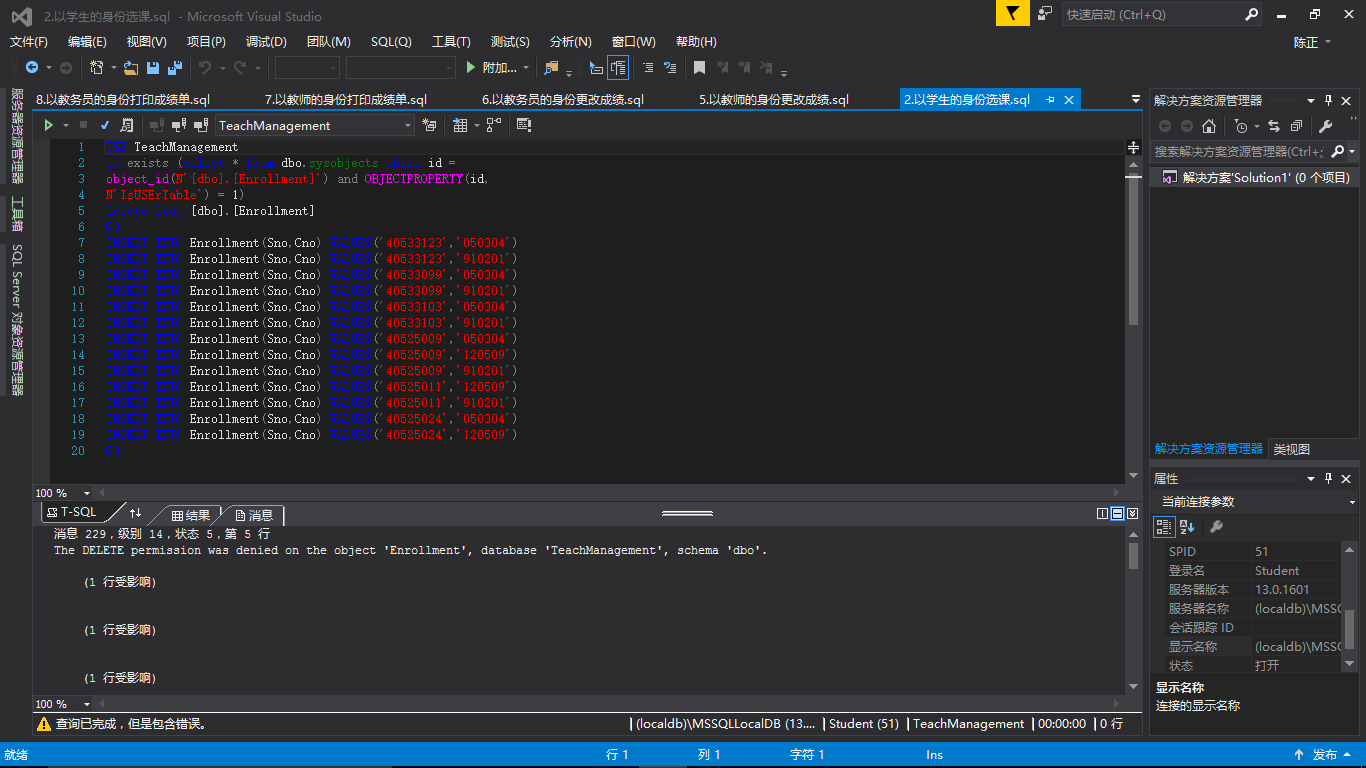 2.以学生的身份选课.sql - Microsoft Visual Studio
快速启动 (Ctrl+Q)
文件(F) 编辑(E) 视图(V) 项目(P) 调试(D) 团队(M) SQL(Q) 工具(T) 测试(S) 分析(N) 窗口(W) 帮助(H)
陈正
附加...
服务器资源管理器
工具箱
SQL Server 对象资源管理器
8.以教务员的身份打印成绩单.sql 7.以教师的身份打印成绩单.sql 6.以教务员的身份更改成绩.sql 5.以教师的身份更改成绩.sql 2.以学生的身份选课.sql
TeachManagement
1 USE TeachManagement
2 if exists (select * from dbo.sysobjects where id =
3 object_id(N'[dbo].[Enrollment]') and OBJECTPROPERTY(id,
4 N'IsUSErTable') = 1)
5 delete from [dbo].[Enrollment]
6 GO
7 INSERT INTO Enrollment(Sno,Cno) VALUES('40533123','050304')
8 INSERT INTO Enrollment(Sno,Cno) VALUES('40533123','910201')
9 INSERT INTO Enrollment(Sno,Cno) VALUES('40533099','050304')
10 INSERT INTO Enrollment(Sno,Cno) VALUES('40533099','910201')
11 INSERT INTO Enrollment(Sno,Cno) VALUES('40533103','050304')
12 INSERT INTO Enrollment(Sno,Cno) VALUES('40533103','910201')
13 INSERT INTO Enrollment(Sno,Cno) VALUES('40525009','050304')
14 INSERT INTO Enrollment(Sno,Cno) VALUES('40525009','120509')
15 INSERT INTO Enrollment(Sno,Cno) VALUES('40525009','910201')
16 INSERT INTO Enrollment(Sno,Cno) VALUES('40525011','120509')
17 INSERT INTO Enrollment(Sno,Cno) VALUES('40525011','910201')
18 INSERT INTO Enrollment(Sno,Cno) VALUES('40525024','050304')
19 INSERT INTO Enrollment(Sno,Cno) VALUES('40525024','120509')
20 GO
100 %
T-SQL 结果 消息
消息 229，级别 14，状态 5，第 5 行
The DELETE permission was denied on the object 'Enrollment', database 'TeachManagement', schema 'dbo'.
(1 行受影响)
(1 行受影响)
(1 行受影响)
100 %
查询已完成，但是包含错误。
(localdb)\MSSQLLocalDB (13.... Student (51) TeachManagement 00:00:00 0 行
解决方案资源管理器
搜索解决方案资源管理器(Ctrl+;
解决方案'Solution1' (0 个项目)
解决方案资源管理器 类视图
属性
当前连接参数
SPID 51
登录名 Student
服务器版本 13.0.1601
服务器名称 (localdb)\MSSQ
会话跟踪 ID
显示名称 (localdb)\MSSQ
状态 打开
显示名称
连接的显示名称
就绪 行 1 列 1 字符 1 Ins 发布